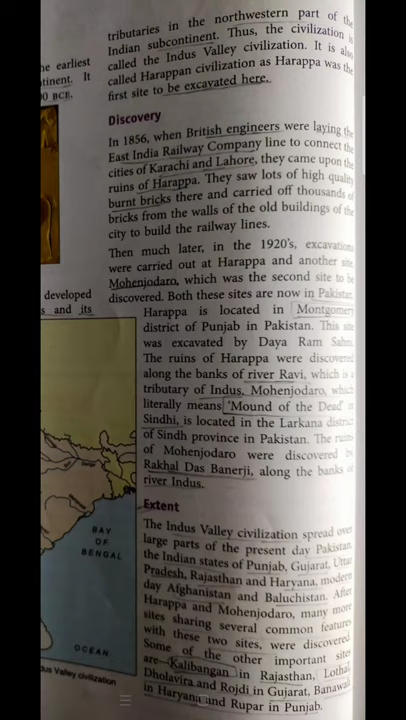 tributaries in the northwestern part of the
Indian subcontinent. Thus, the civilization is
called the Indus Valley civilization. It is also
called Harappan civilization as Harappa was the
first site to be excavated here.
he earliest
tinent. It
00 BCE.
Discovery
In 1856, when British engineers were laying the
East India Railway Company line to connect the
cities of Karachi and Lahore, they came upon the
ruins of Harappa. They saw lots of high quality
burnt bricks there and carried off thousands of
bricks from the walls of the old buildings of the
city to build the railway lines.
Then much later, in the 1920's, excavations
were carried out at Harappa and another site
Mohenjodaro, which was the second site to be
discovered. Both these sites are now in Pakistan.
developed
s and its
Harappa is located in Montgomery
district of Punjab in Pakistan. This site
was excavated by Daya Ram Sahni.
The ruins of Harappa were discovered
along the banks of river Ravi, which is a
tributary of Indus. Mohenjodaro, which
literally means 'Mound of the Dead' in
Sindhi, is located in the Larkana district
of Sindh province in Pakistan. The ruins
of Mohenjodaro were discovered by
Rakhal Das Banerji, along the banks of
river Indus.
Extent
The Indus Valley civilization spread over
large parts of the present day Pakistan,
the Indian states of Punjab, Gujarat, Uttar
Pradesh, Rajasthan and Haryana, modern
day Afghanistan and Baluchistan. After
Harappa and Mohenjodaro, many more
sites sharing several common features
with these two sites, were discovered.
Some of the other important sites
are Kalibangan in Rajasthan, Lothal,
Dholavira and Rojdi in Gujarat, Banawali
in Haryana and Rupar in Punjab.
BAY
OF
BENGAL
OCEAN
dus Valley civilization